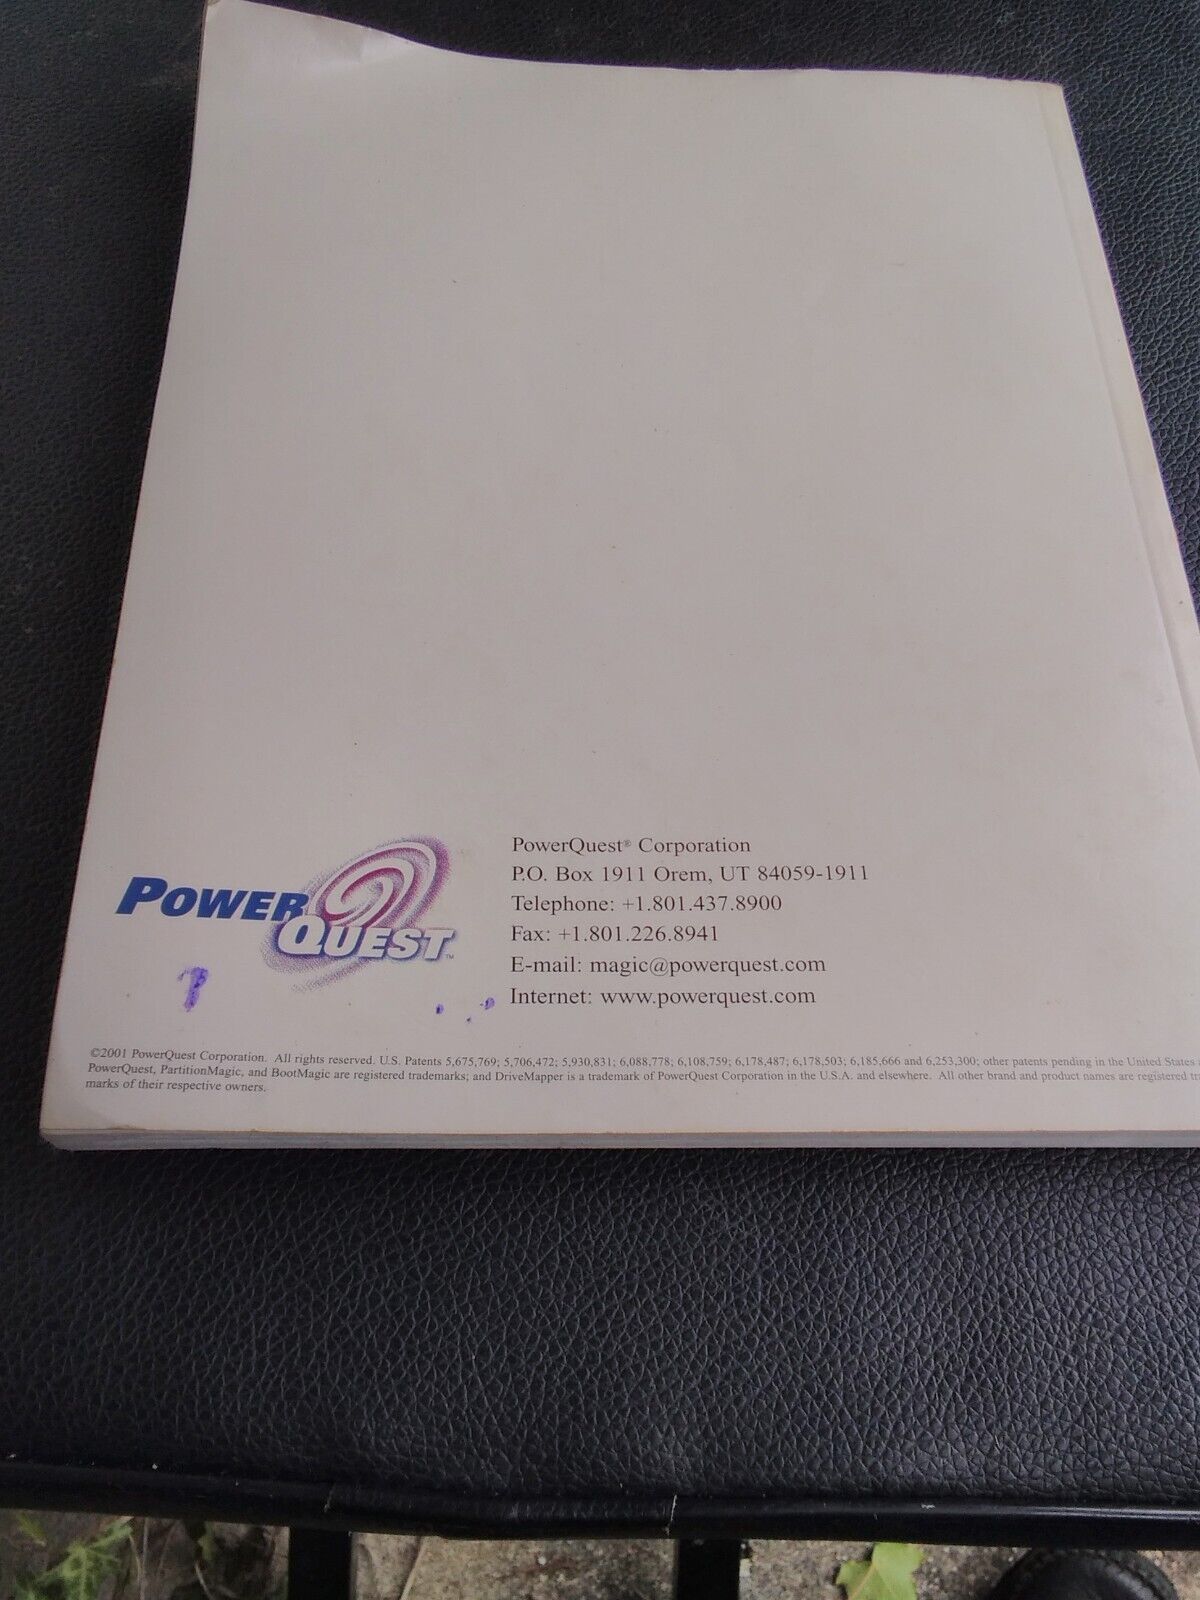 POWERQUEST™
PowerQuest® Corporation
P.O. Box 1911 Orem, UT 84059-1911
Telephone: +1.801.437.8900
Fax: +1.801.226.8941
E-mail: magic@powerquest.com
Internet: www.powerquest.com
©2001 PowerQuest Corporation. All rights reserved. U.S. Patents 5,675,769; 5,706,472; 5,930,831; 6,088,778; 6,108,759; 6,178,487; 6,178,503; 6,185,666 and 6,253,300; other patents pending in the United States
PowerQuest, PartitionMagic, and BootMagic are registered trademarks; and DriveMapper is a trademark of PowerQuest Corporation in the U.S.A. and elsewhere. All other brand and product names are registered
marks of their respective owners.